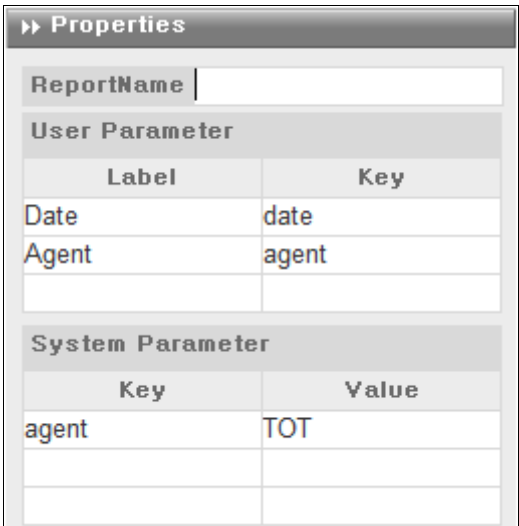 Properties
ReportName
User Parameter
Label Key
Date date
Agent agent
System Parameter
Key Value
agent TOT